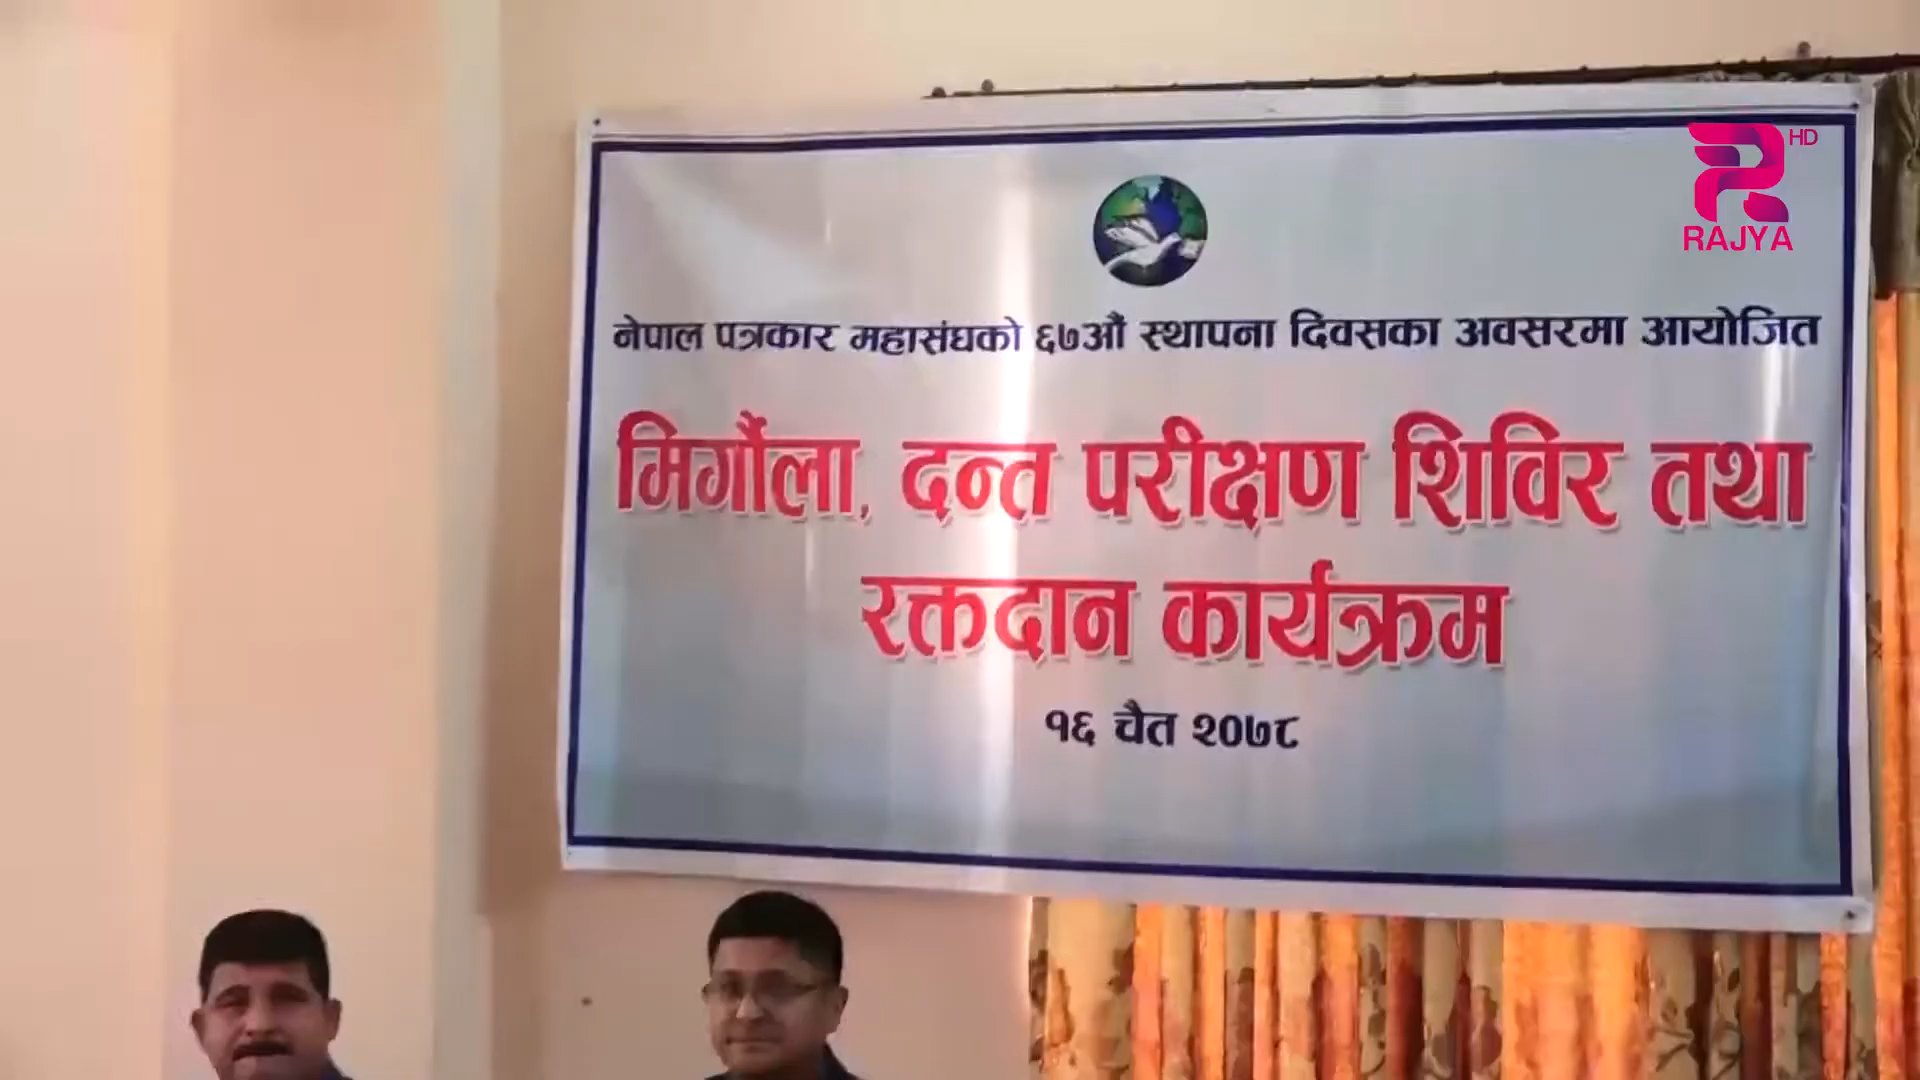 HD
RAJYA
नेपाल पत्रकार महासंघको ६७औं स्थापना दिवसका अवसरमा आयोजित
मिर्गौला, दन्त परीक्षण शिविर तथा
रक्तदान कार्यक्रम
१६ चैत २०७८